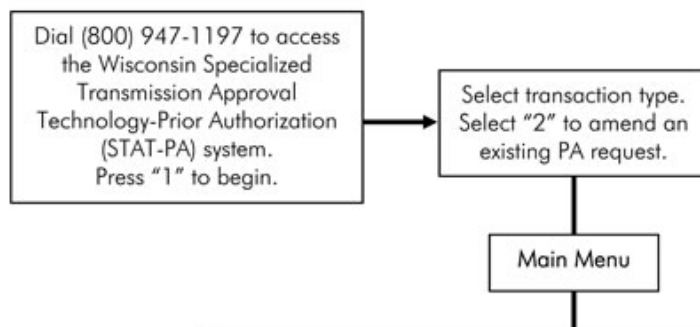 Dial (800) 947-1197 to access
the Wisconsin Specialized
Transmission Approval
Technology-Prior Authorization
(STAT-PA) system.
Press “1” to begin.
Select transaction type.
Select “2” to amend an
existing PA request.
Main Menu